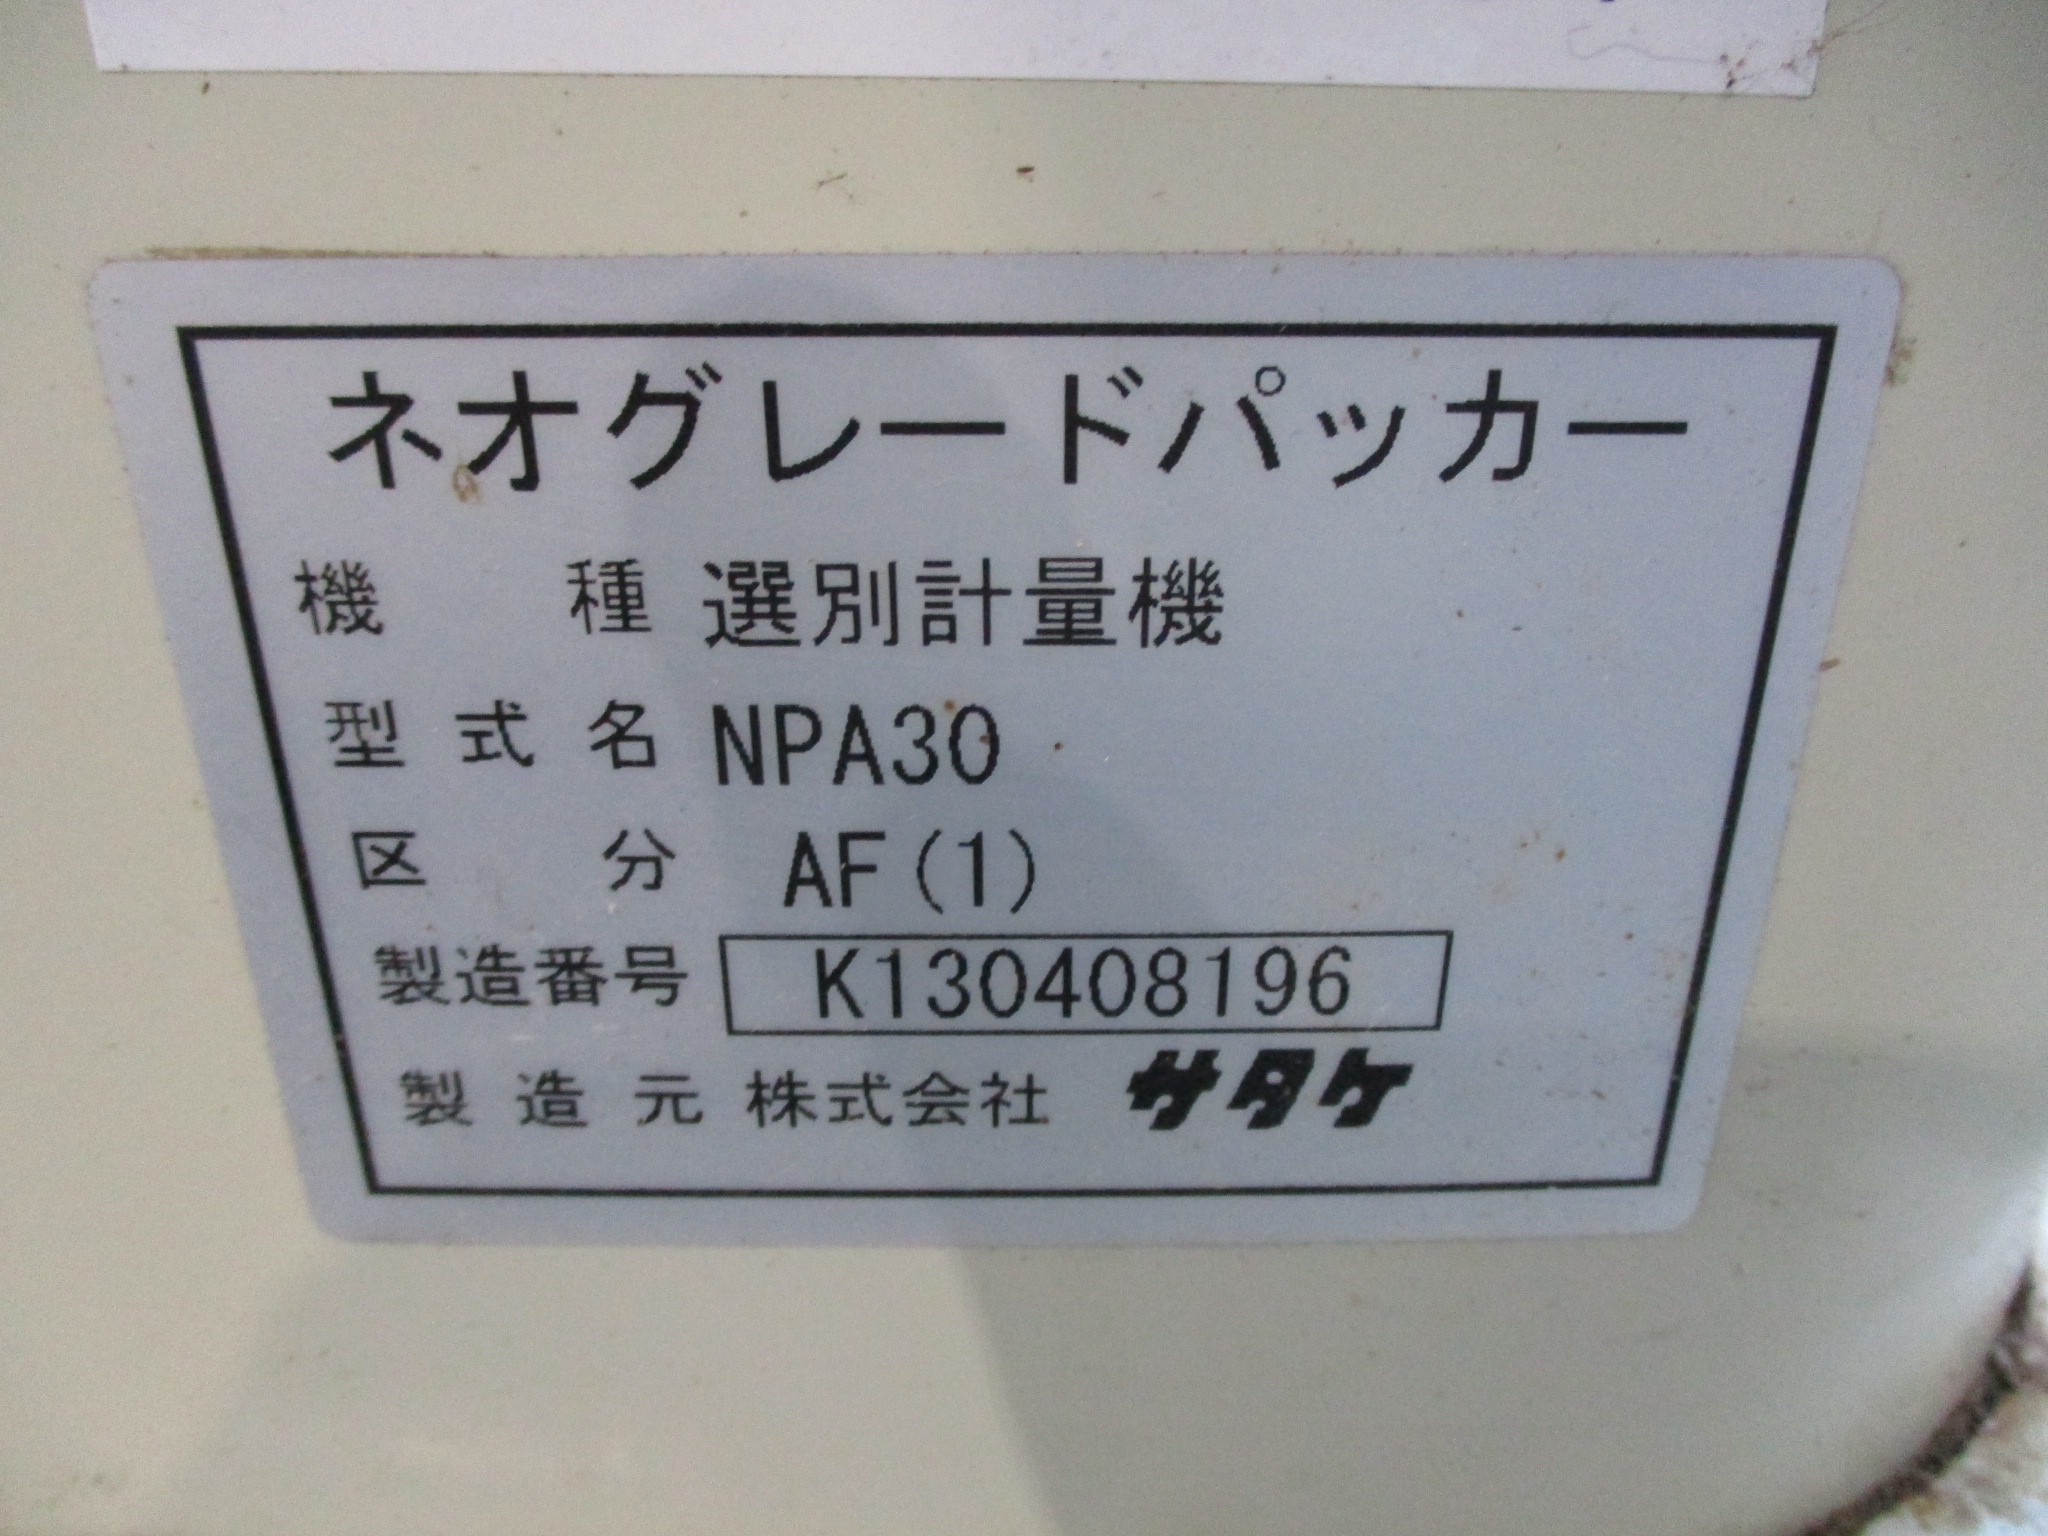 ネオグレードパッカー
機種 選別計量機
型式名 NPA30
区分 AF(1)
製造番号 K130408196
製造元 株式会社 サタケ